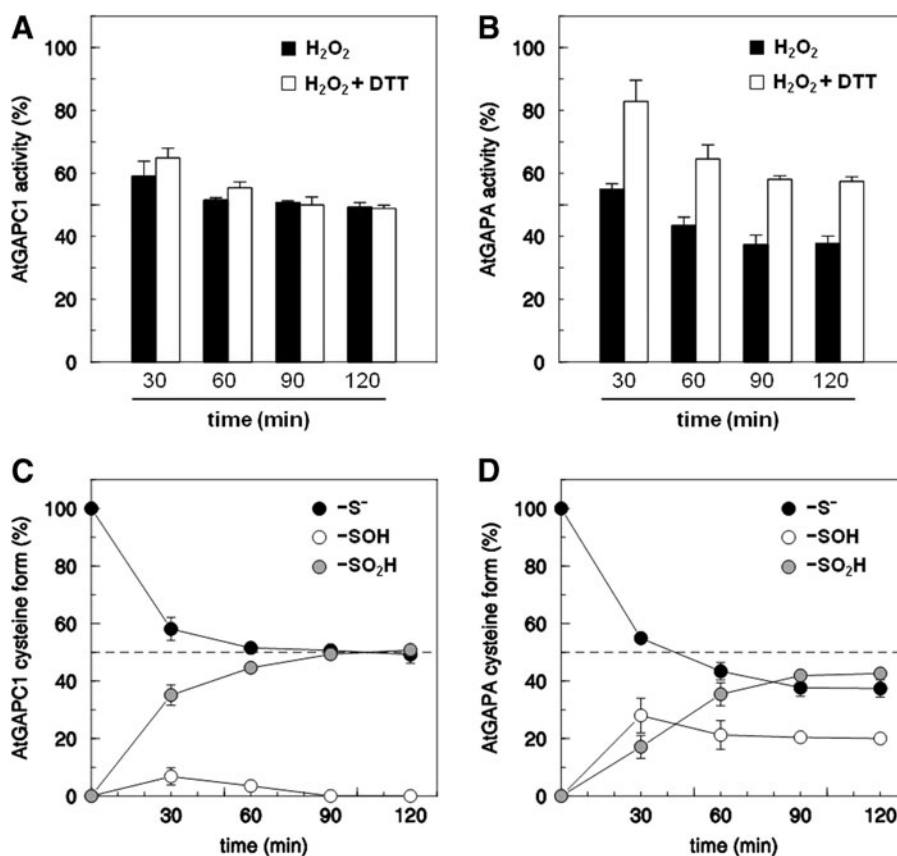 A
AtGAPC1 activity (%)
100
80
60
40
20
0
H₂O₂
H₂O₂ + DTT
30 60 90 120
time (min)
B
AtGAPA activity (%)
100
80
60
40
20
0
H₂O₂
H₂O₂ + DTT
30 60 90 120
time (min)
C
AtGAPC1 cysteine form (%)
100
80
60
40
20
0
–S⁻
–SOH
–SO₂H
30 60 90 120
time (min)
D
AtGAPA cysteine form (%)
100
80
60
40
20
0
–S⁻
–SOH
–SO₂H
30 60 90 120
time (min)